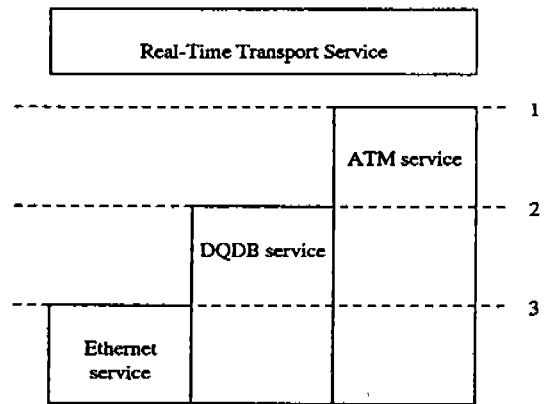 Real-Time Transport Service
1
ATM service
2
DQDB service
3
Ethernet
service